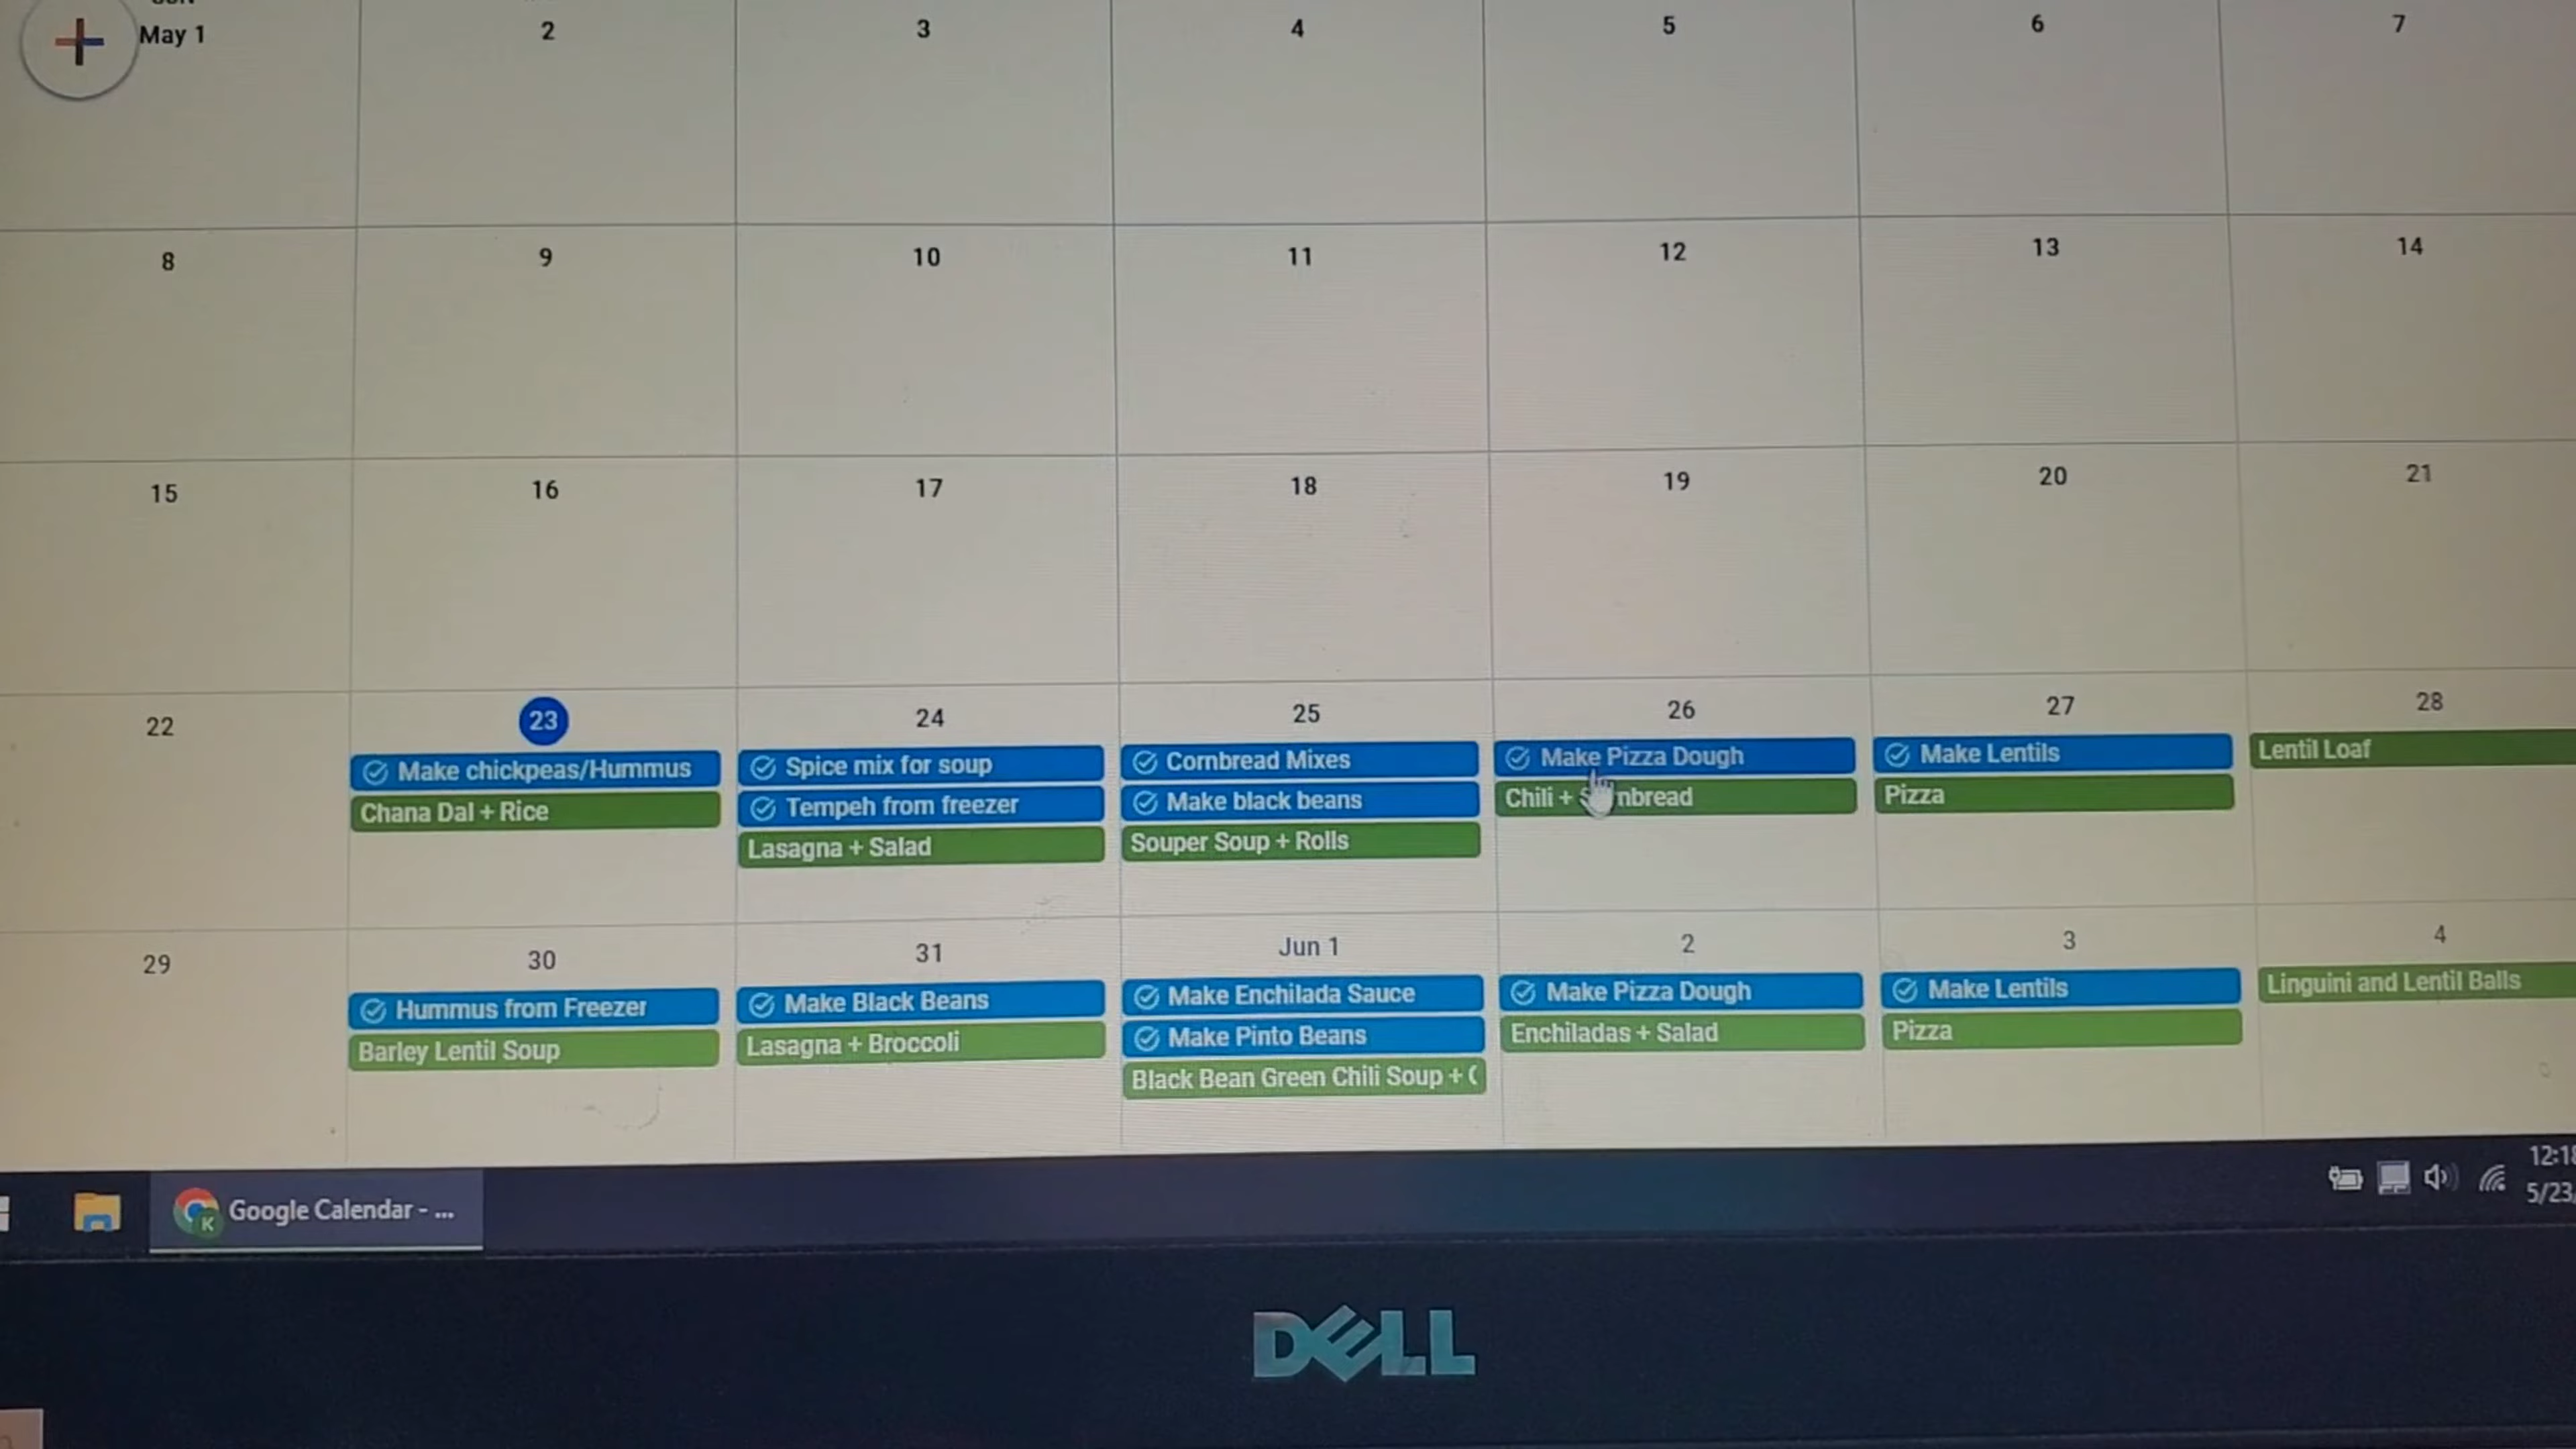 May 1
2
3
4
5
6
7
8
9
10
11
12
13
14
15
16
17
18
19
20
21
22
23
24
25
26
27
28
Make chickpeas/Hummus
Chana Dal + Rice
Spice mix for soup
Tempeh from freezer
Lasagna + Salad
Cornbread Mixes
Make black beans
Souper Soup + Rolls
Make Pizza Dough
Chili +
Make Lentils
Pizza
Lentil Loaf
29
30
31
Jun 1
2
3
4
Hummus from Freezer
Barley Lentil Soup
Make Black Beans
Lasagna + Broccoli
Make Enchilada Sauce
Make Pinto Beans
Black Bean Green Chili Soup + (
Make Pizza Dough
Enchiladas + Salad
Make Lentils
Pizza
Linguini and Lentil Balls
K
Google Calendar - ...
12:18
5/23/
DELL